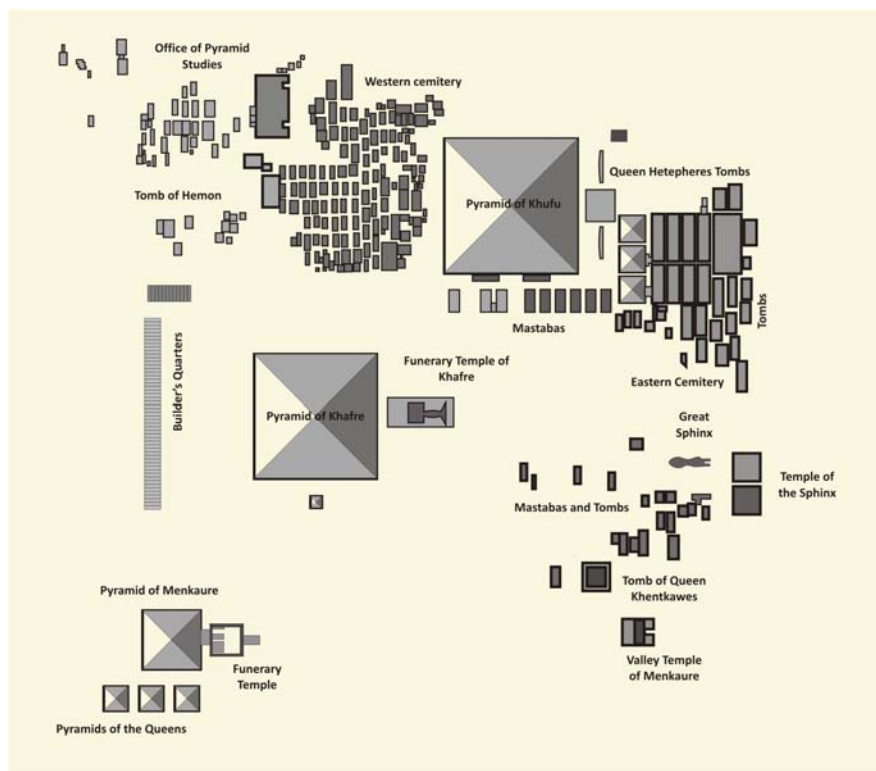 Office of Pyramid
Studies
Western cemitery
Tomb of Hemon
Pyramid of Khufu
Queen Hetepheres Tombs
Mastabas
Tombs
Eastern Cemitery
Builder's Quarters
Pyramid of Khafre
Funerary Temple of
Khafre
Great
Sphinx
Temple of
the Sphinx
Mastabas and Tombs
Tomb of Queen
Khentkawes
Valley Temple
of Menkaure
Pyramid of Menkaure
Funerary
Temple
Pyramids of the Queens